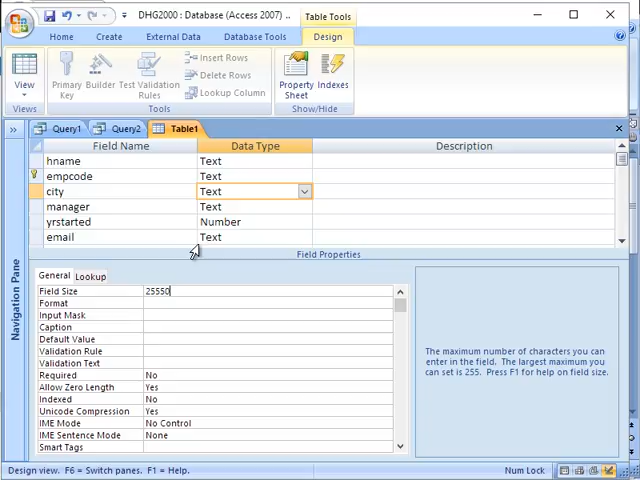 DHG2000 : Database (Access 2007) ..
Table Tools
Home
Create
External Data
Database Tools
Design
View
Primary Key
Builder
Test Validation Rules
Insert Rows
Delete Rows
Lookup Column
Property Sheet
Indexes
Views
Tools
Show/Hide
Query1
Query2
Table1
Field Name
Data Type
Description
hname Text
empcode Text
city Text
manager Text
yrstarted Number
email Text
Field Properties
Navigation Pane
General
Lookup
Field Size 25550
Format
Input Mask
Caption
Default Value
Validation Rule
Validation Text
Required No
Allow Zero Length Yes
Indexed No
Unicode Compression Yes
IME Mode No Control
IME Sentence Mode None
Smart Tags
The maximum number of characters you
can enter in the field. The largest maximum you
can set is 255. Press F1 for help on field size.
Design view. F6 = Switch panes. F1 = Help.
Num Lock